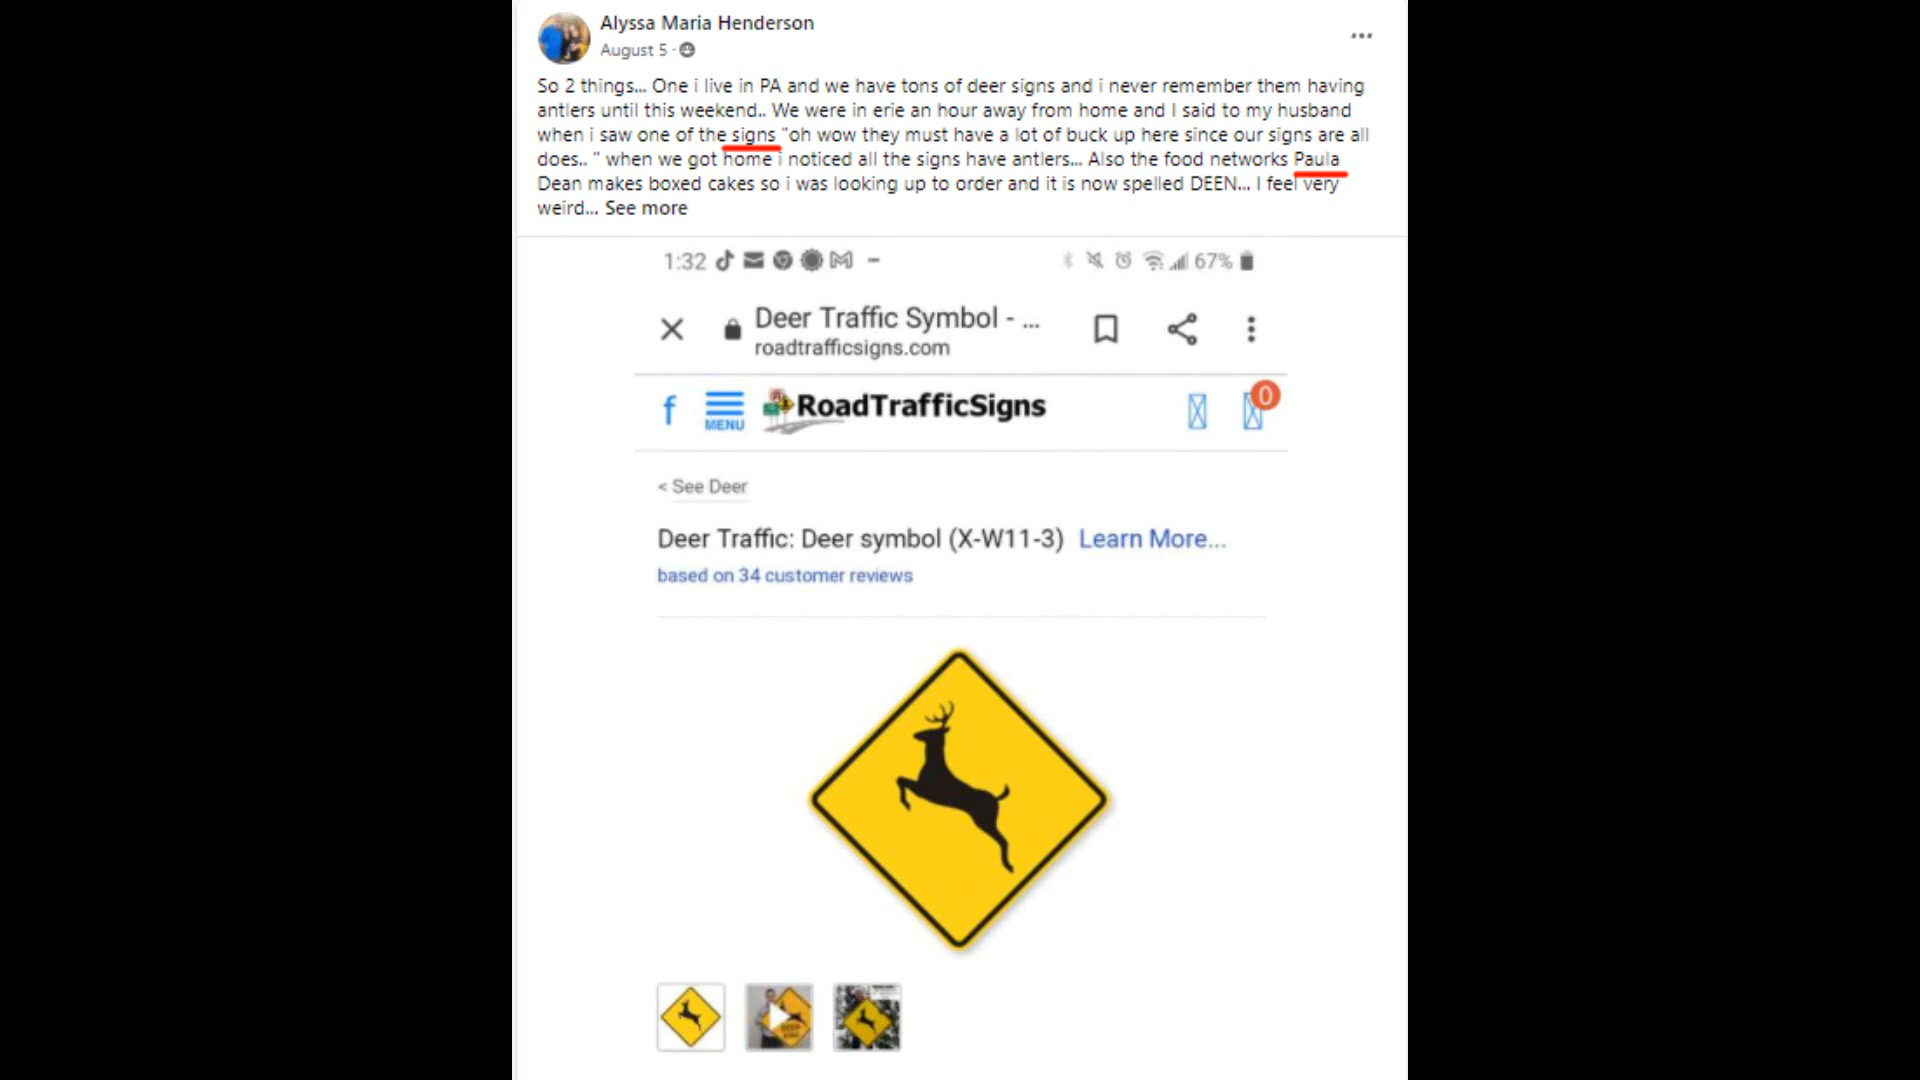 Alyssa Maria Henderson
August 5 ·
So 2 things... One i live in PA and we have tons of deer signs and i never remember them having
antlers until this weekend.. We were in erie an hour away from home and I said to my husband
when i saw one of the signs "oh wow they must have a lot of buck up here since our signs are all
does.. " when we got home i noticed all the signs have antlers... Also the food networks Paula
Dean makes boxed cakes so i was looking up to order and it is now spelled DEEN... I feel very
weird... See more
1:32
67%
Deer Traffic Symbol - ...
roadtrafficsigns.com
f
MENU
RoadTrafficSigns
0
< See Deer
Deer Traffic: Deer symbol (X-W11-3) Learn More...
based on 34 customer reviews